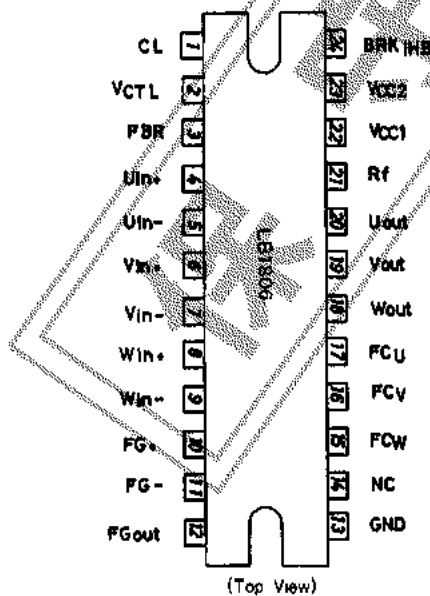 CL 1 24 BRK INH
VCTL 2 23 VCC2
FBR 3 22 VCC1
Uin+ 4 21 Rf
Uin- 5 20 Uout
Vin+ 6 19 Vout
Vin- 7 18 Wout
Win+ 8 17 FCU
Win- 9 16 FCV
FG+ 10 15 FCW
FG- 11 14 NC
FGout 12 13 GND
LB1806
(Top View)